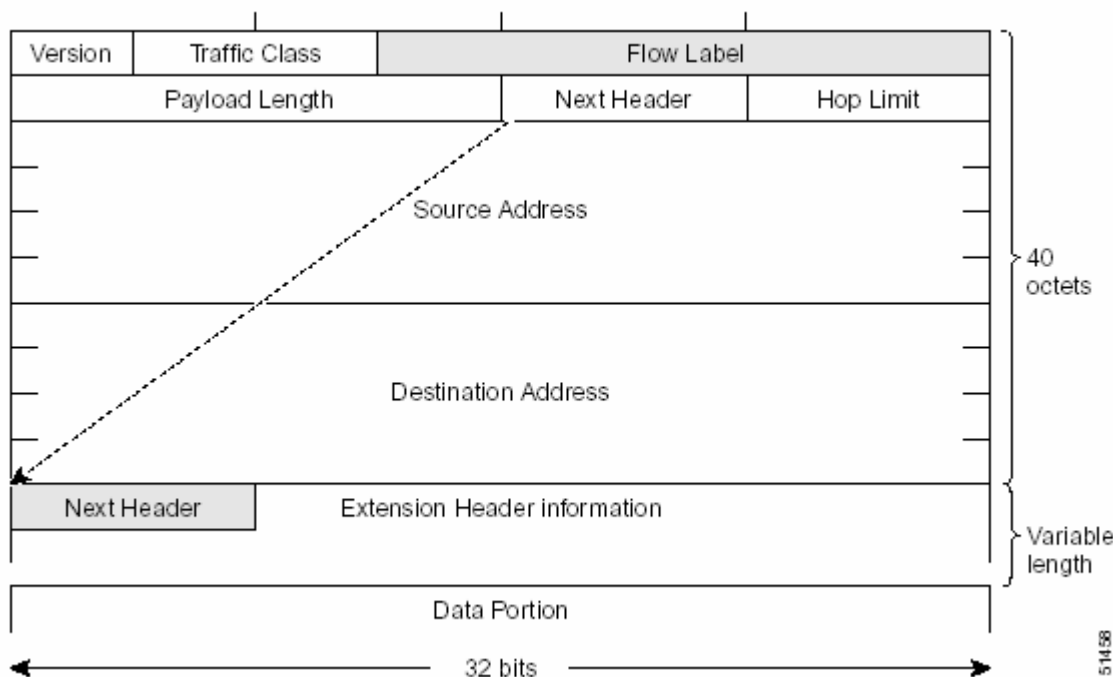 Version Traffic Class Flow Label
Payload Length Next Header Hop Limit
Source Address
40
octets
Destination Address
Next Header Extension Header information
Variable
length
Data Portion
32 bits
51458